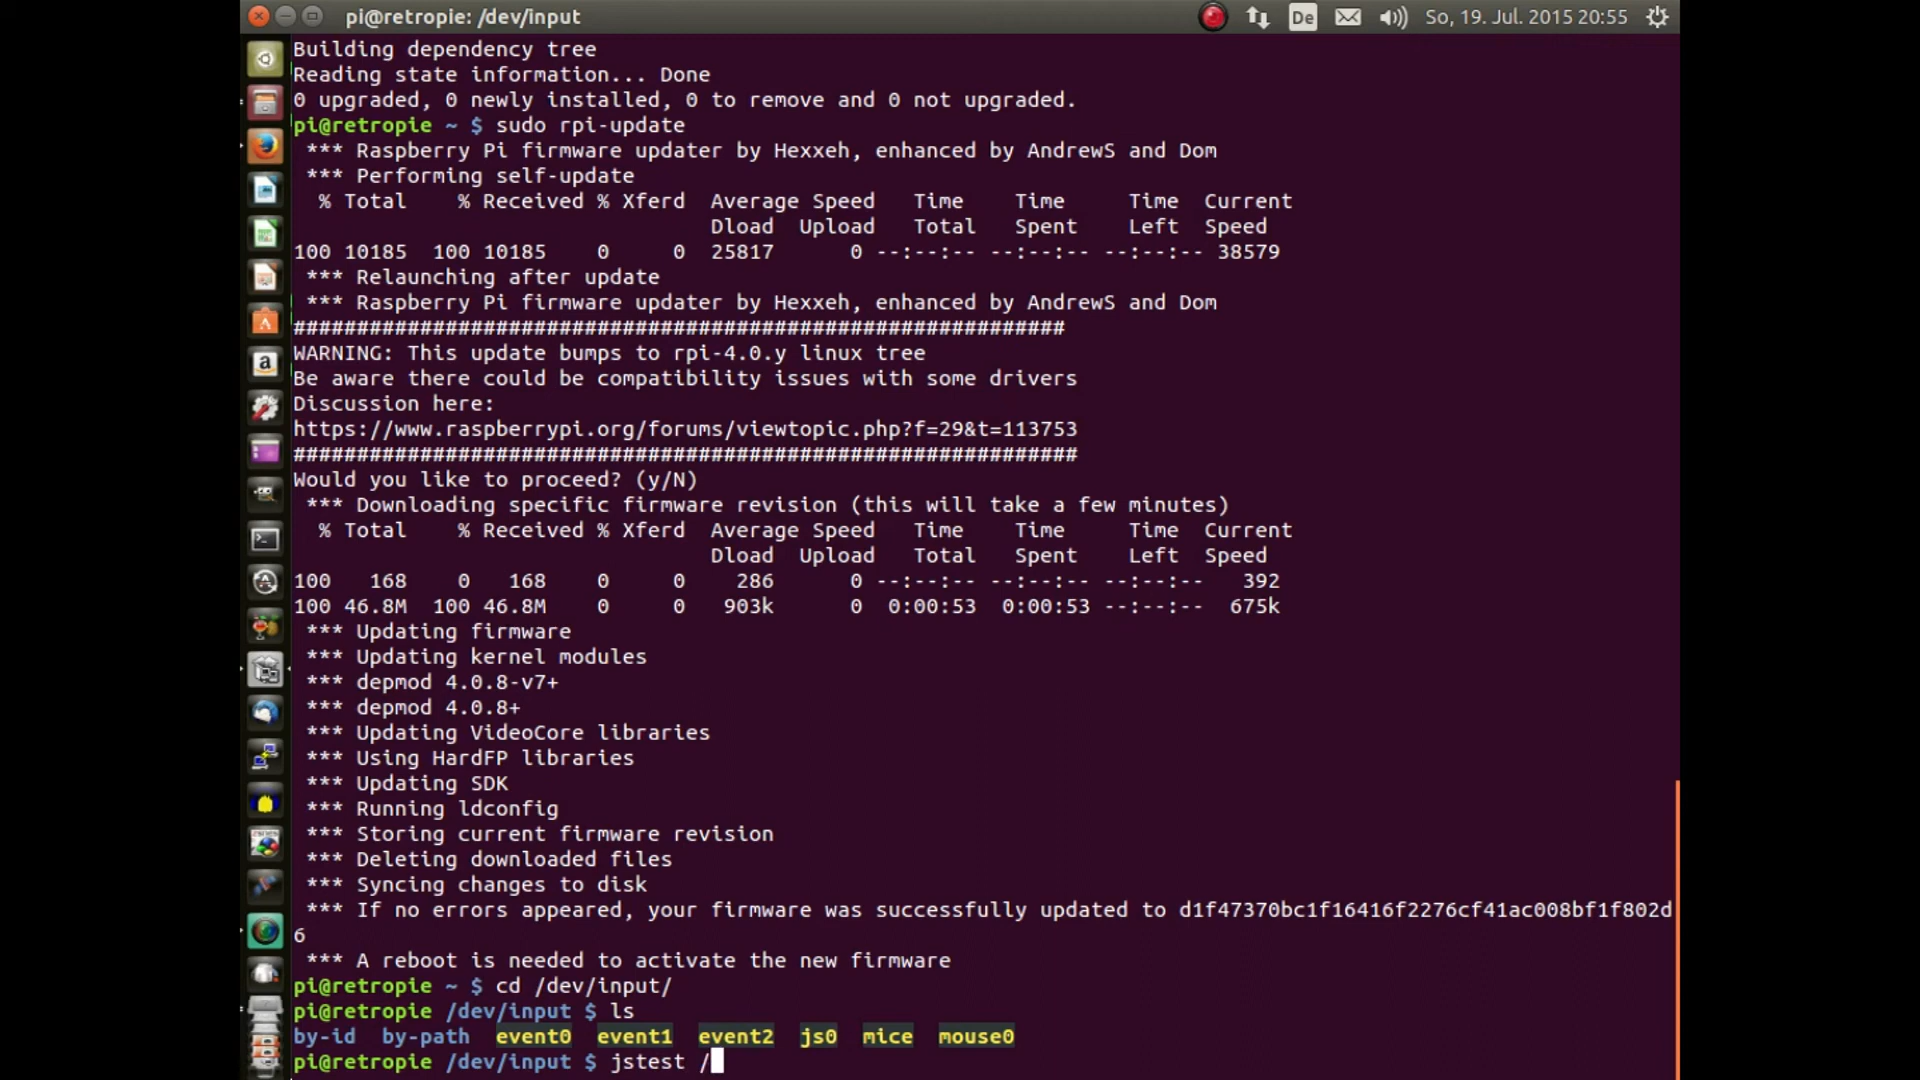 pi@retropie: /dev/input
De
So, 19. Jul. 2015 20:55
Building dependency tree
Reading state information... Done
0 upgraded, 0 newly installed, 0 to remove and 0 not upgraded.
pi@retropie ~ $ sudo rpi-update
*** Raspberry Pi firmware updater by Hexxeh, enhanced by AndrewS and Dom
*** Performing self-update
% Total % Received % Xferd Average Speed Time Time Time Current
Dload Upload Total Spent Left Speed
100 10185 100 10185 0 0 25817 0 --:--:-- --:--:-- --:--:-- 38579
*** Relaunching after update
*** Raspberry Pi firmware updater by Hexxeh, enhanced by AndrewS and Dom
#############################################################
WARNING: This update bumps to rpi-4.0.y linux tree
Be aware there could be compatibility issues with some drivers
Discussion here:
https://www.raspberrypi.org/forums/viewtopic.php?f=29&t=113753
##############################################################
Would you like to proceed? (y/N)
*** Downloading specific firmware revision (this will take a few minutes)
% Total % Received % Xferd Average Speed Time Time Time Current
Dload Upload Total Spent Left Speed
100 168 0 168 0 0 286 0 --:--:-- --:--:-- --:--:-- 392
100 46.8M 100 46.8M 0 0 903k 0 0:00:53 0:00:53 --:--:-- 675k
*** Updating firmware
*** Updating kernel modules
*** depmod 4.0.8-v7+
*** depmod 4.0.8+
*** Updating VideoCore libraries
*** Using HardFP libraries
*** Updating SDK
*** Running ldconfig
*** Storing current firmware revision
*** Deleting downloaded files
*** Syncing changes to disk
*** If no errors appeared, your firmware was successfully updated to d1f47370bc1f16416f2276cf41ac008bf1f802d
6
*** A reboot is needed to activate the new firmware
pi@retropie ~ $ cd /dev/input/
pi@retropie /dev/input $ ls
by-id by-path event0 event1 event2 js0 mice mouse0
pi@retropie /dev/input $ jstest /